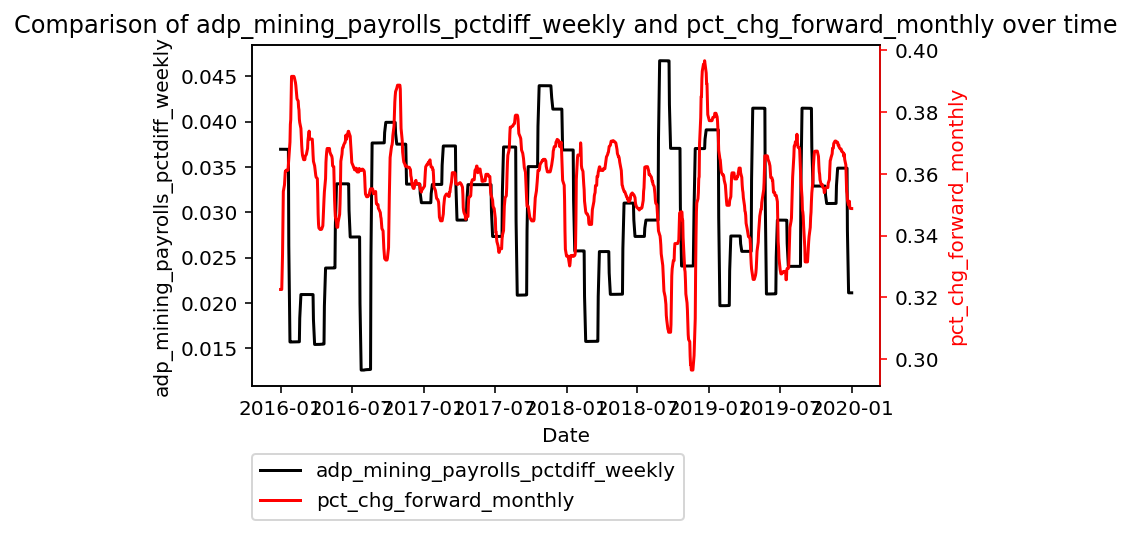 Comparison of adp_mining_payrolls_pctdiff_weekly and pct_chg_forward_monthly over time
adp_mining_payrolls_pctdiff_weekly
0.045
0.040
0.035
0.030
0.025
0.020
0.015
0.40
0.38
0.36
0.34
0.32
0.30
pct_chg_forward_monthly
2016-01 2016-07 2017-01 2017-07 2018-01 2018-07 2019-01 2019-07 2020-01
Date
adp_mining_payrolls_pctdiff_weekly
pct_chg_forward_monthly